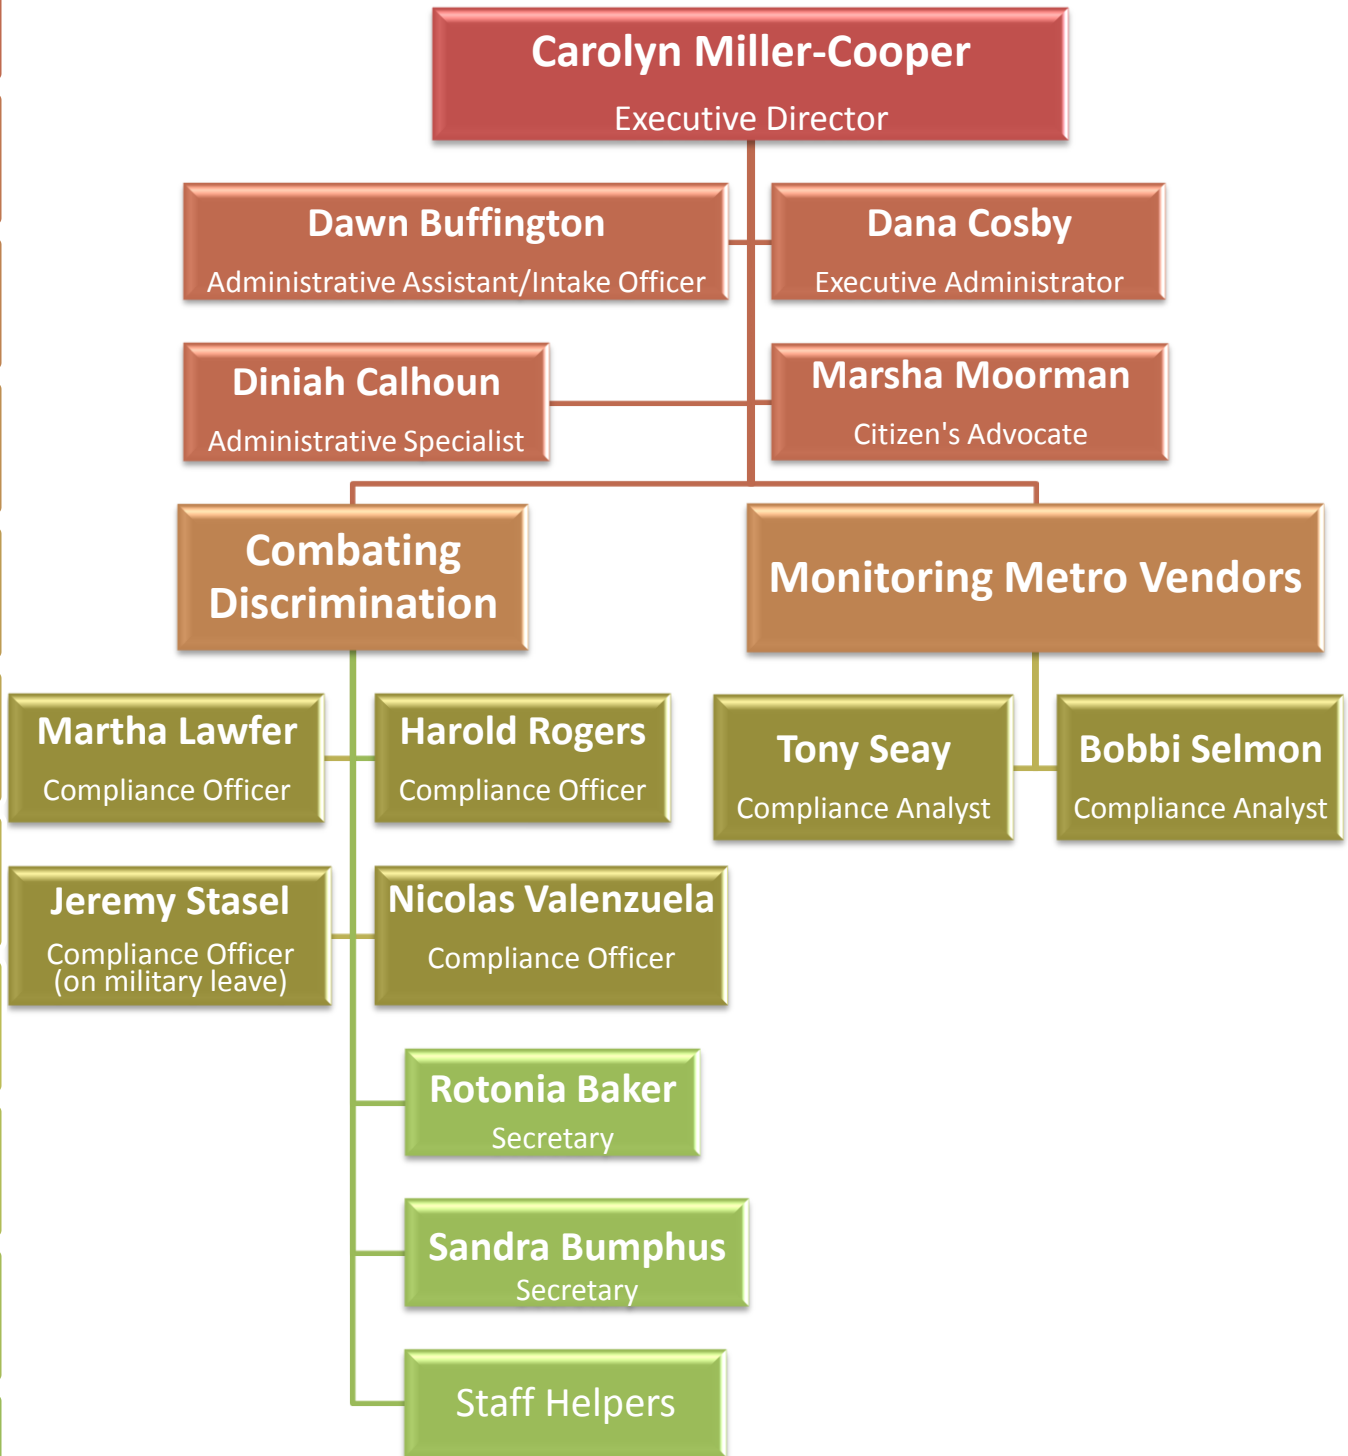 Carolyn Miller-Cooper
Executive Director
Dawn Buffington
Administrative Assistant/Intake Officer
Dana Cosby
Executive Administrator
Diniah Calhoun
Administrative Specialist
Marsha Moorman
Citizen's Advocate
Combating
Discrimination
Monitoring Metro Vendors
Martha Lawfer
Compliance Officer
Harold Rogers
Compliance Officer
Tony Seay
Compliance Analyst
Bobbi Selmon
Compliance Analyst
Jeremy Stasel
Compliance Officer
(on military leave)
Nicolas Valenzuela
Compliance Officer
Rotonia Baker
Secretary
Sandra Bumphus
Secretary
Staff Helpers